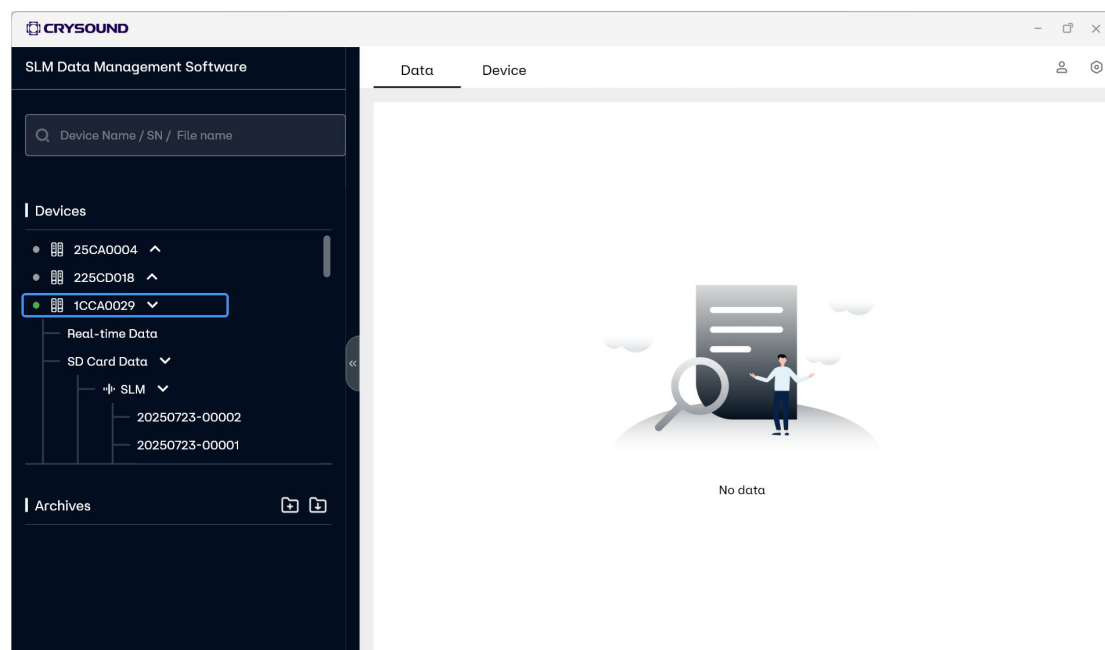 CRYSOUND
SLM Data Management Software
Data Device
Device Name / SN / File name
Devices
25CA0004
225CD018
1CCA0029
Real-time Data
SD Card Data
SLM
20250723-00002
20250723-00001
No data
Archives